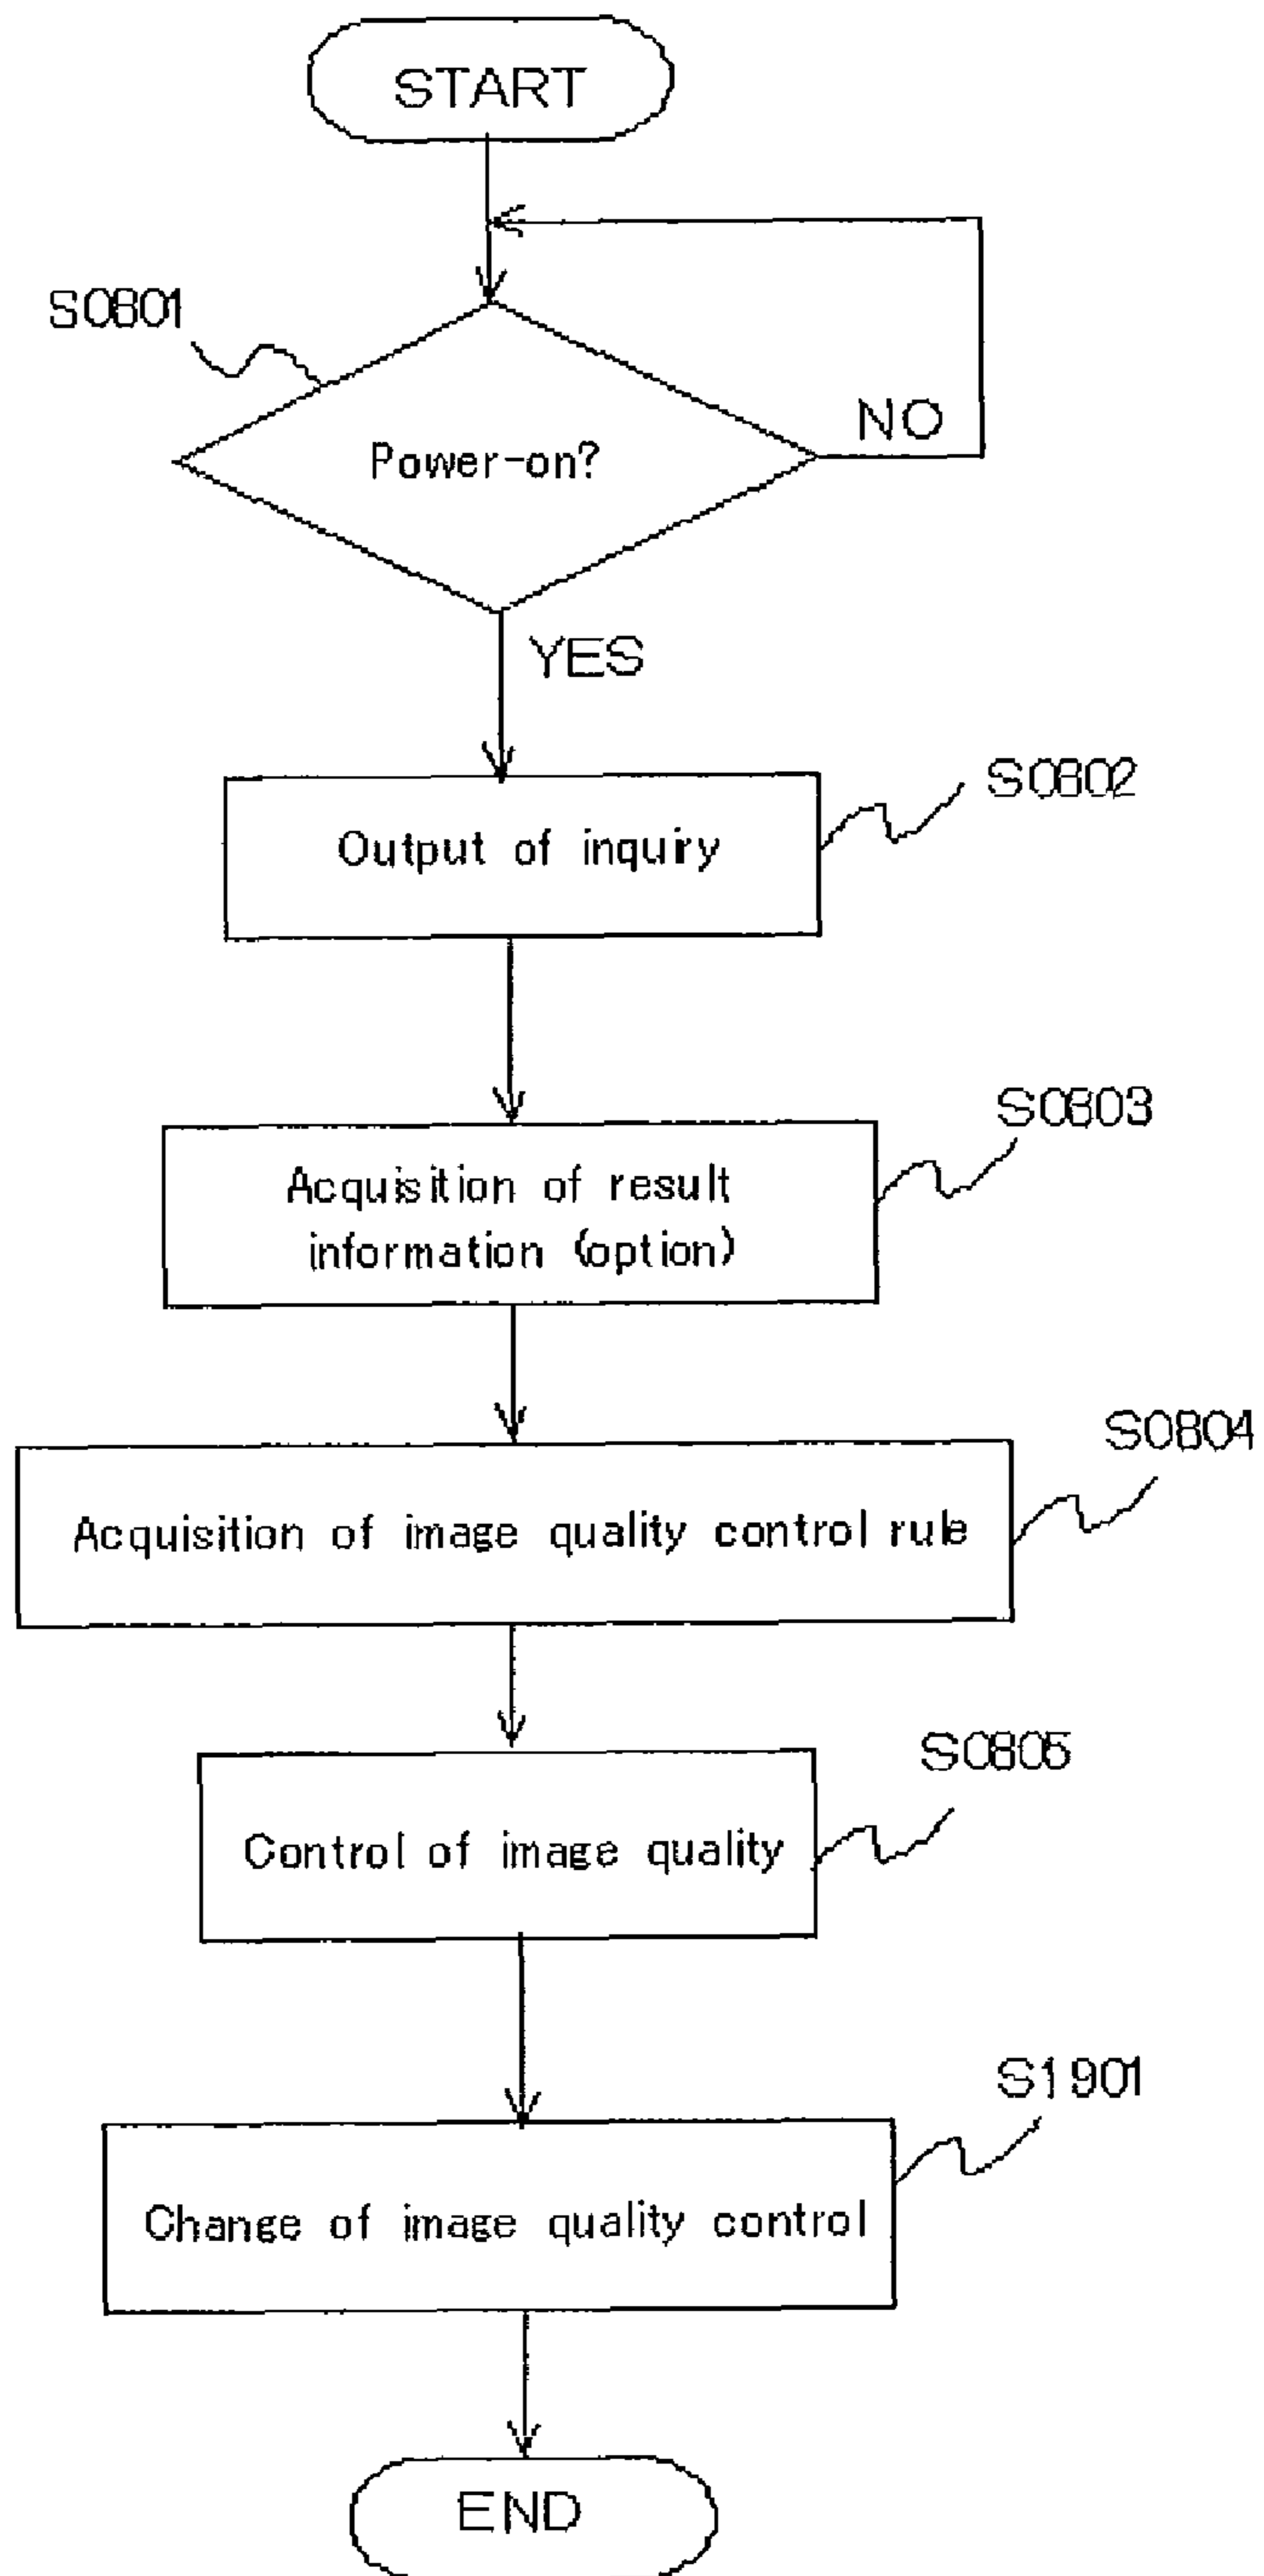 START
S0801
NO
Power-on?
YES
S0802
Output of inquiry
S0803
Acquisition of result
information (option)
S0804
Acquisition of image quality control rule
S0805
Control of image quality
S1901
Change of image quality control
END